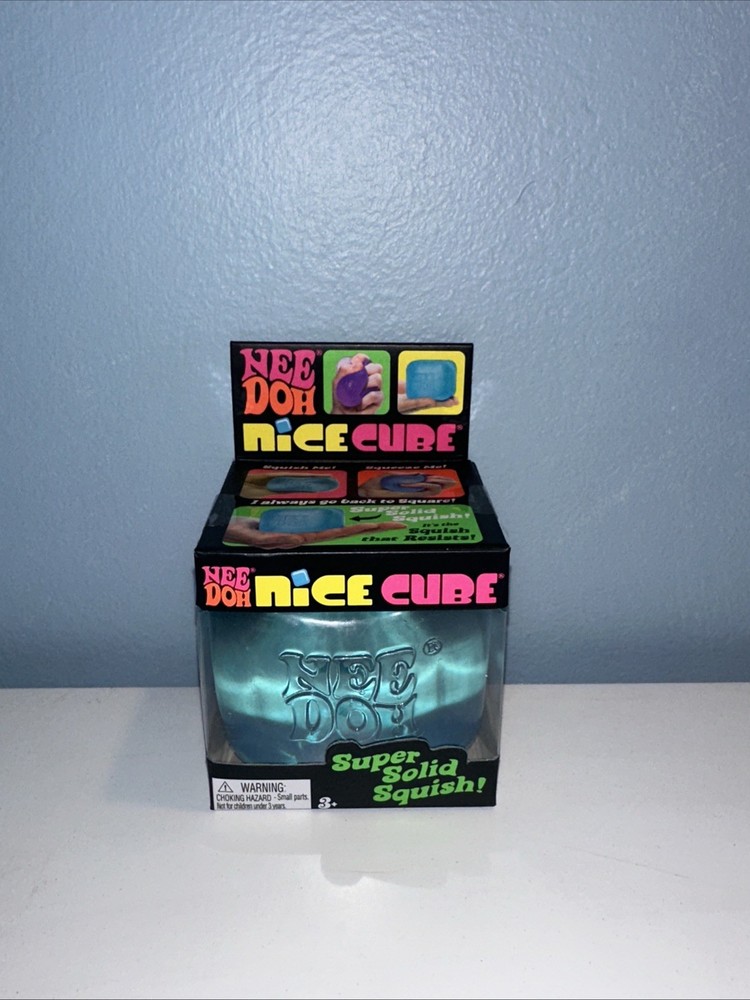 NEE®
DOH
NiCE CUBE®
Squish Me! Squeeze Me!
I always go back to Square!
Super
Solid
Squish!
It's the
Squish
that Resists!
NEE®
DOH NiCE CUBE®
NEE®
DOH
Super
Solid
Squish!
WARNING:
CHOKING HAZARD - Small parts.
Not for children under 3 years.
3+